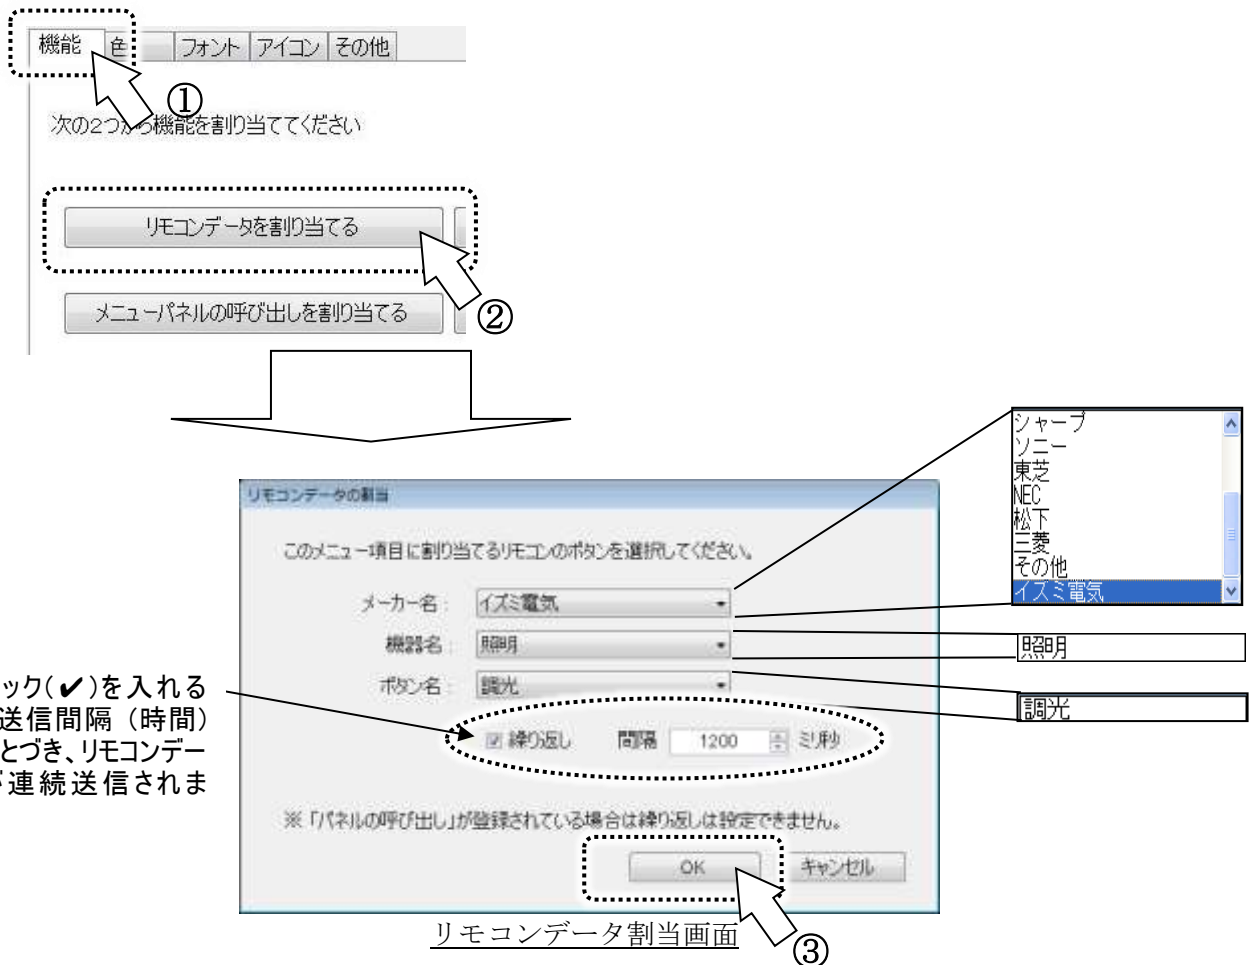 機能 色 フォント アイコン その他
①
次の2つから機能を割り当ててください
リモコンデータを割り当てる
メニューパネルの呼び出しを割り当てる
②
シャープ
ソニー
東芝
NEC
松下
三菱
その他
イズミ電気
リモコンデータの割当
このメニュー項目に割り当てるリモコンのボタンを選択してください。
メーカー名： イズミ電気
機器名： 照明
照明
ボタン名： 調光
調光
ック(✔)を入れる
送信間隔（時間）
とづき、リモコンデー
が連続送信されま
繰り返し 間隔 1200 ミリ秒
※「パネルの呼び出し」が登録されている場合は繰り返しは設定できません。
OK キャンセル
リモコンデータ割当画面
③